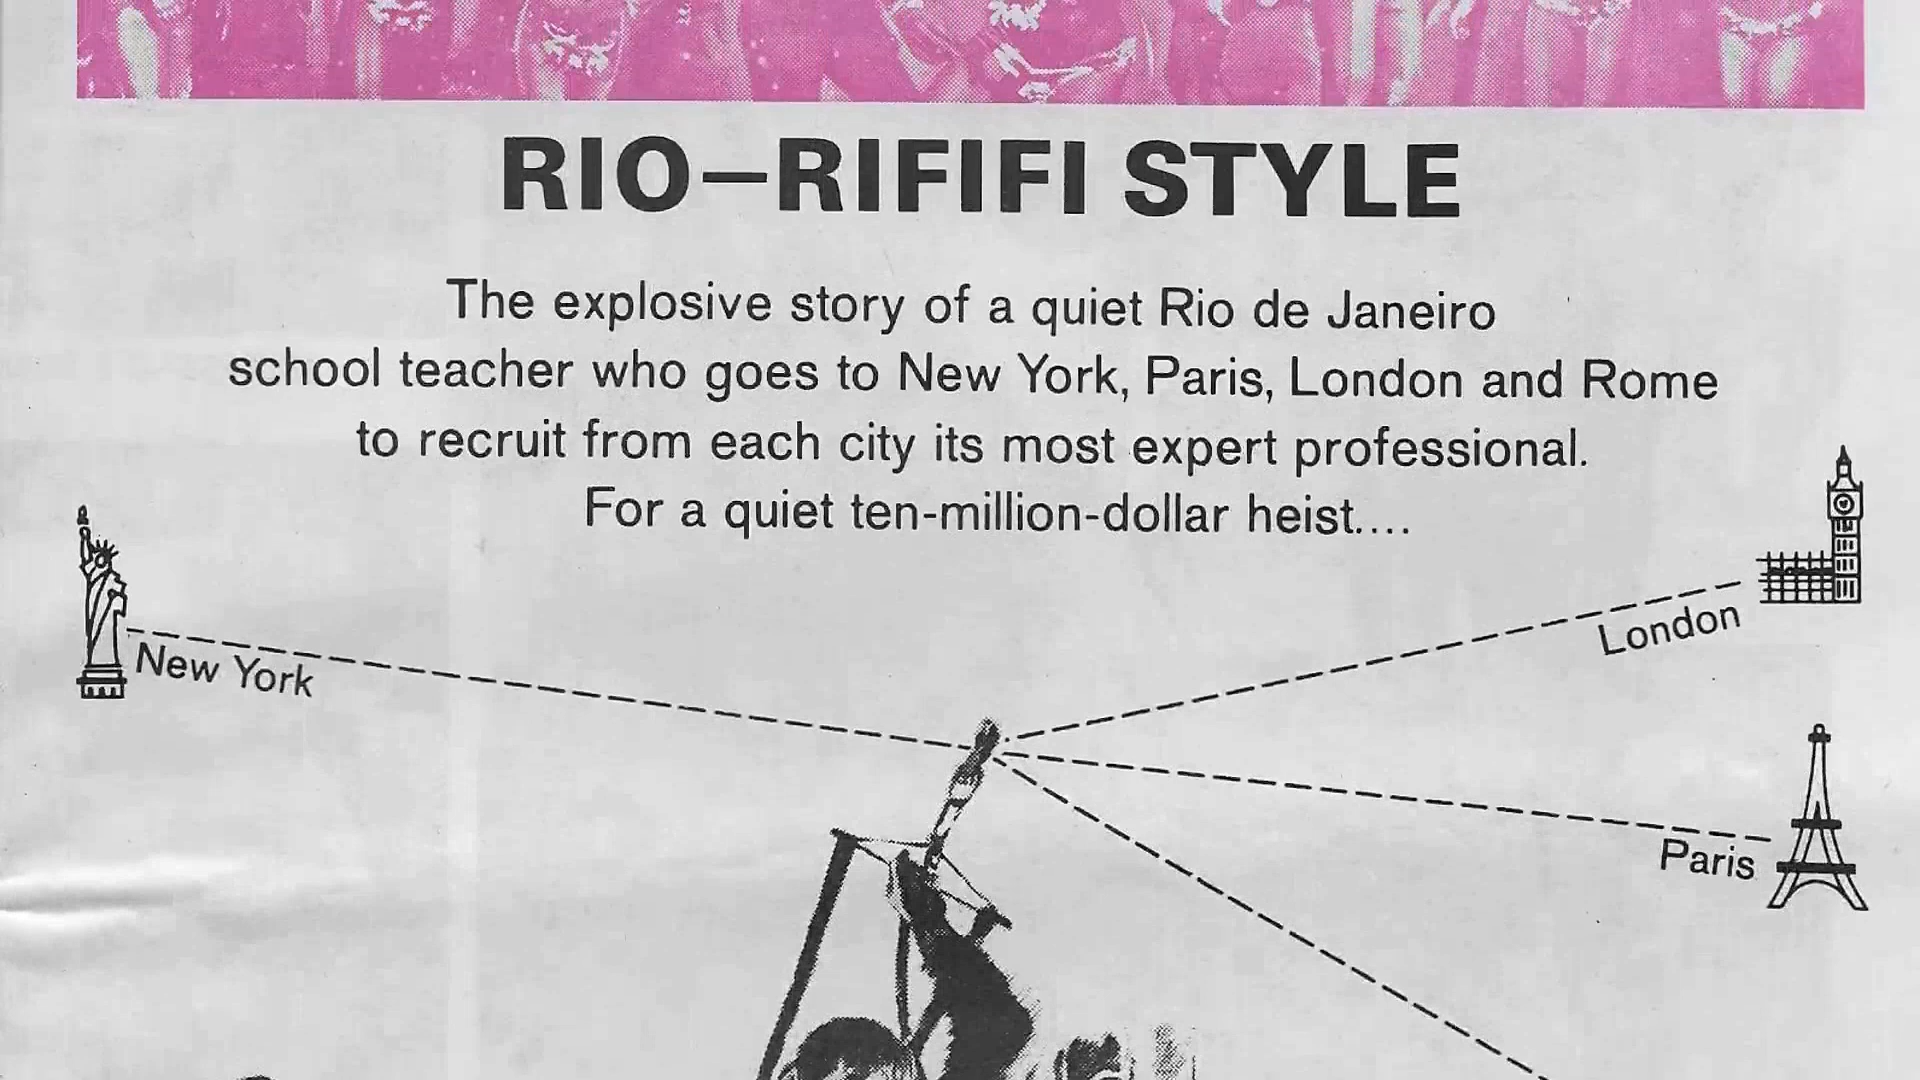 RIO–RIFIFI STYLE
The explosive story of a quiet Rio de Janeiro
school teacher who goes to New York, Paris, London and Rome
to recruit from each city its most expert professional.
For a quiet ten-million-dollar heist....
London
New York
Paris